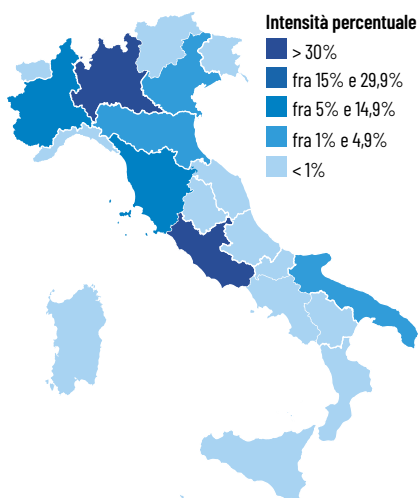 Intensità percentuale
> 30%
fra 15% e 29,9%
fra 5% e 14,9%
fra 1% e 4,9%
< 1%